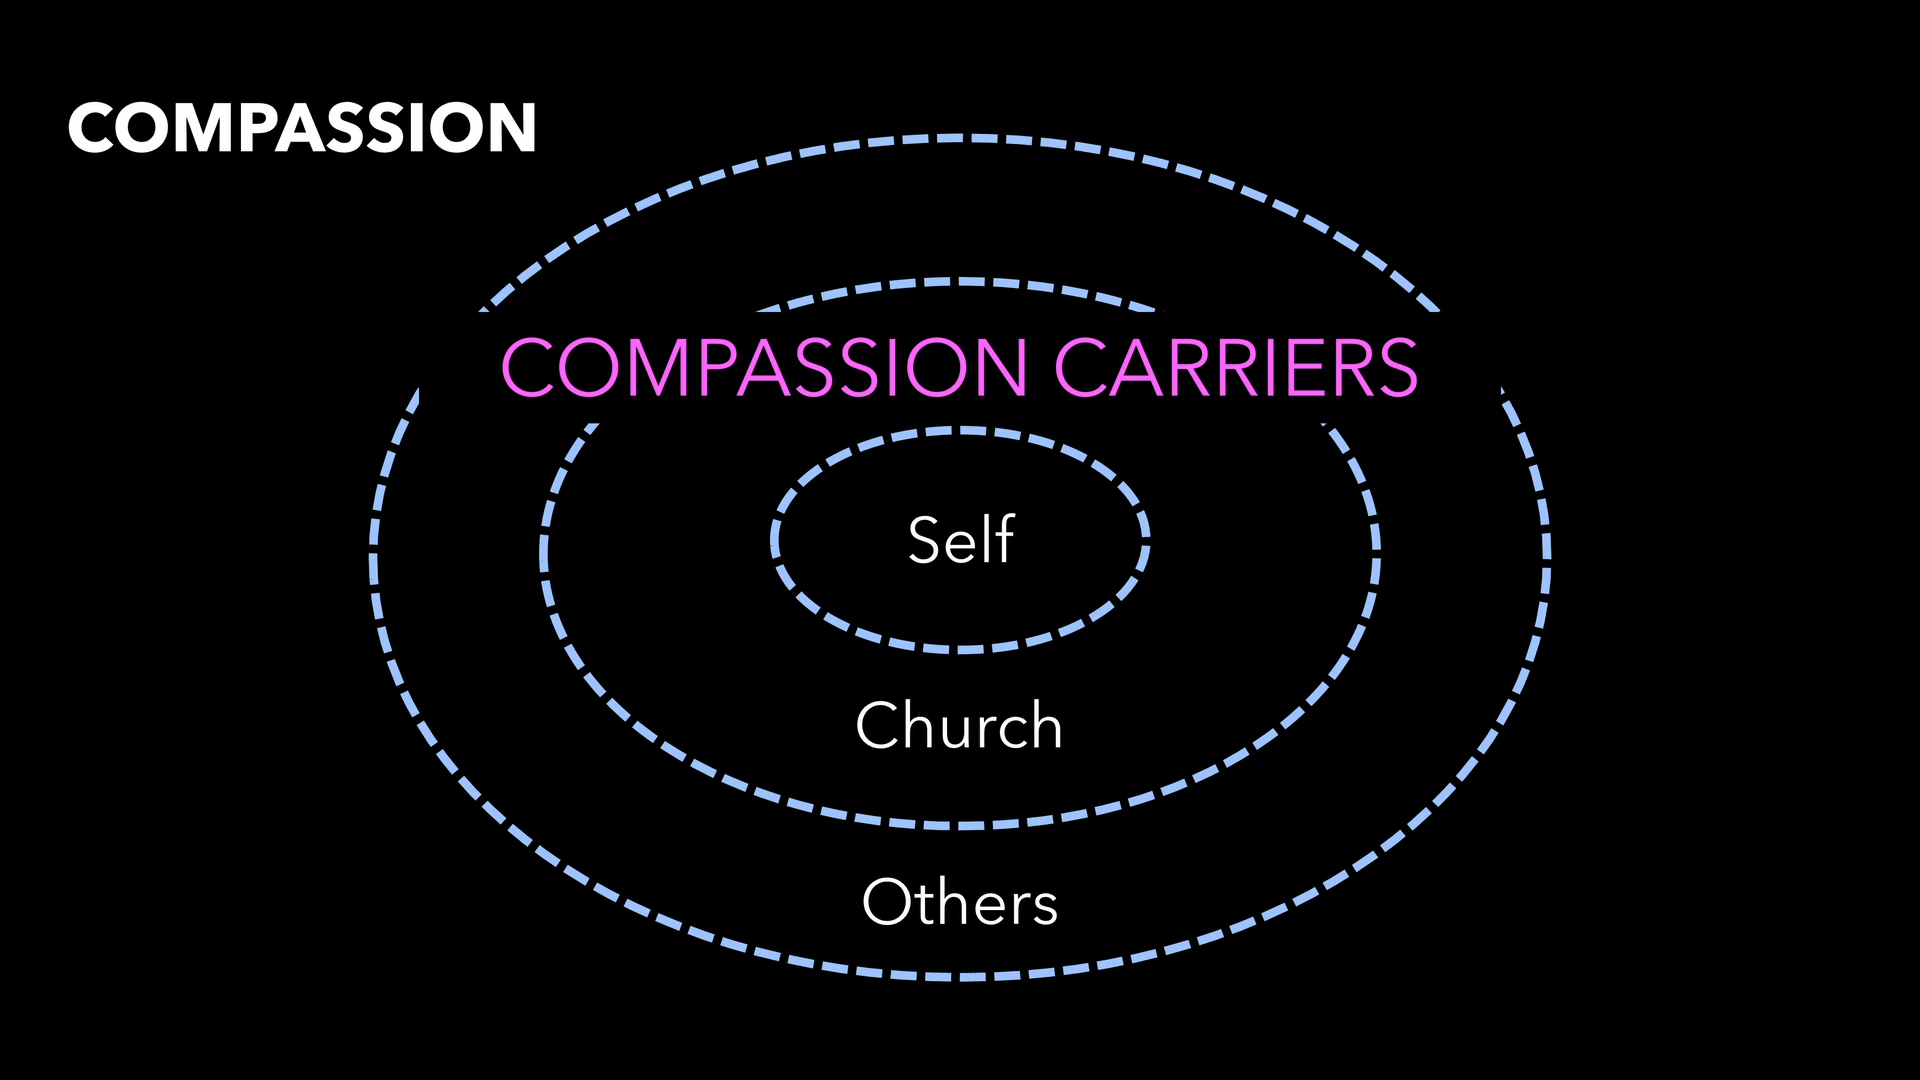 COMPASSION
COMPASSION CARRIERS
Self
Church
Others